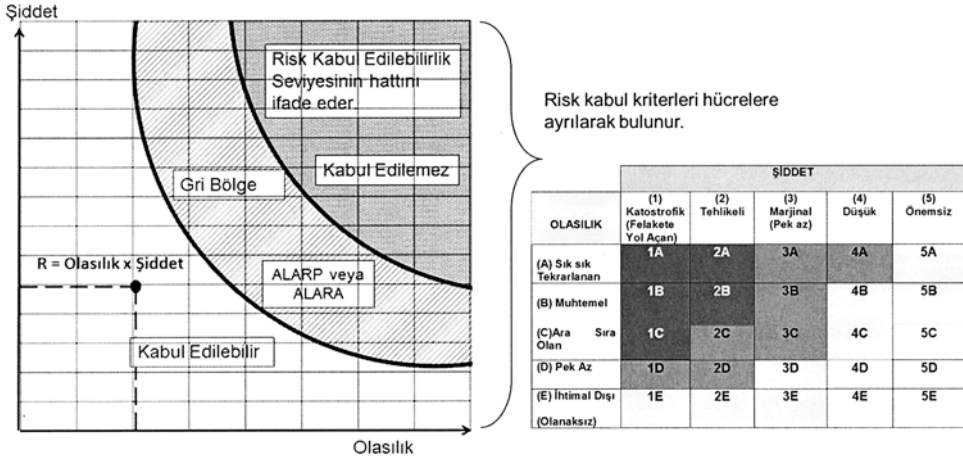 Şiddet
Risk Kabul Edilebilirlik
Seviyesinin hattını
ifade eder.
Kabul Edilemez
Gri Bölge
R = Olasılık x Şiddet
ALARP veya
ALARA
Kabul Edilebilir
Olasılık
Risk kabul kriterleri hücrelere
ayrılarak bulunur.
ŞİDDET
OLASILIK
(1)
Katostrofik
(Felakete
Yol Açan)
(2)
Tehlikeli
(3)
Marjinal
(Pek az)
(4)
Düşük
(5)
Önemsiz
(A) Sık sık
Tekrarlanan
1A 2A 3A 4A 5A
(B) Muhtemel
1B 2B 3B 4B 5B
(C)Ara Sıra
Olan
1C 2C 3C 4C 5C
(D) Pek Az
1D 2D 3D 4D 5D
(E) İhtimal Dışı
(Olanaksız)
1E 2E 3E 4E 5E